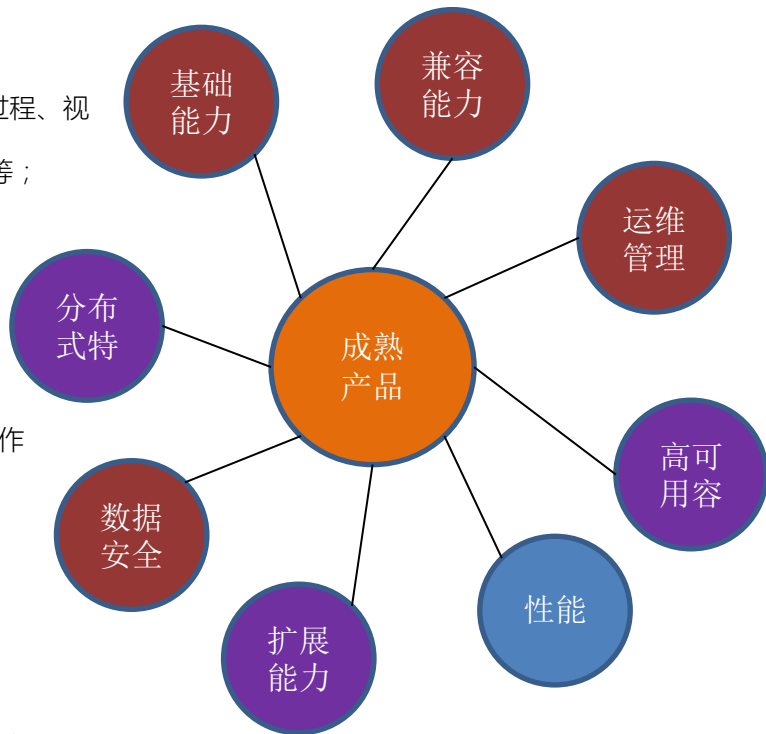 基础
能力
兼容
能力
过程、视
等；
运维
管理
分布
式特
成熟
产品
作
高可
用容
数据
安全
性能
扩展
能力